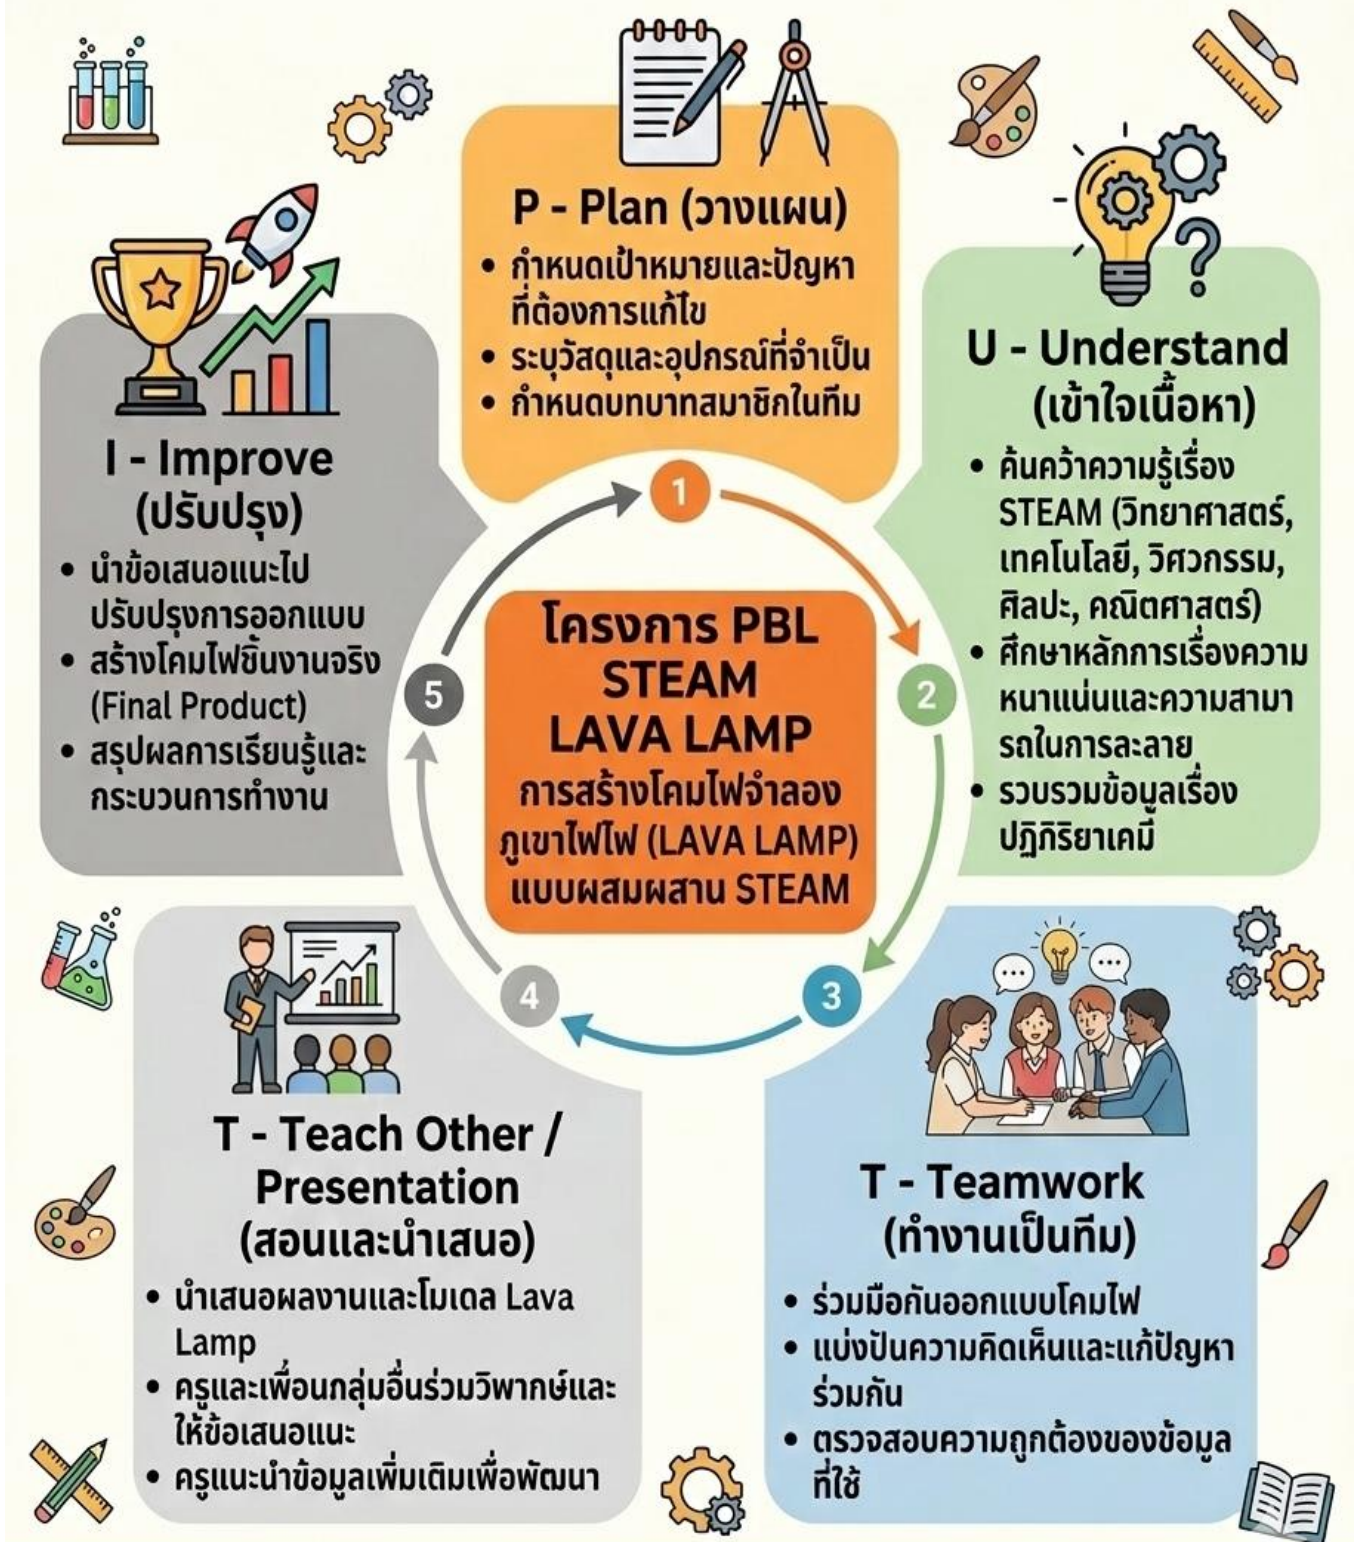 P - Plan (วางแผน)
• กำหนดเป้าหมายและปัญหา
ที่ต้องการแก้ไข
• ระบุวัสดุและอุปกรณ์ที่จำเป็น
• กำหนดบทบาทสมาชิกในทีม
U - Understand
(เข้าใจเนื้อหา)
• ค้นคว้าความรู้เรื่อง
STEAM (วิทยาศาสตร์,
เทคโนโลยี, วิศวกรรม,
ศิลปะ, คณิตศาสตร์)
• ศึกษาหลักการเรื่องความ
หนาแน่นและความสามา
รถในการละลาย
• รวบรวมข้อมูลเรื่อง
ปฏิกิริยาเคมี
T - Teamwork
(ทำงานเป็นทีม)
• ร่วมมือกันออกแบบโคมไฟ
• แบ่งปันความคิดเห็นและแก้ปัญหา
ร่วมกัน
• ตรวจสอบความถูกต้องของข้อมูล
ที่ใช้
T - Teach Other /
Presentation
(สอนและนำเสนอ)
• นำเสนอผลงานและโมเดล Lava
Lamp
• ครูและเพื่อนกลุ่มอื่นร่วมวิพากษ์และ
ให้ข้อเสนอแนะ
• ครูแนะนำข้อมูลเพิ่มเติมเพื่อพัฒนา
I - Improve
(ปรับปรุง)
• นำข้อเสนอแนะไป
ปรับปรุงการออกแบบ
• สร้างโคมไฟชิ้นงานจริง
(Final Product)
• สรุปผลการเรียนรู้และ
กระบวนการทำงาน
1
2
3
4
5
โครงการ PBL
STEAM
LAVA LAMP
การสร้างโคมไฟจำลอง
ภูเขาไฟไฟ (LAVA LAMP)
แบบผสมผสาน STEAM